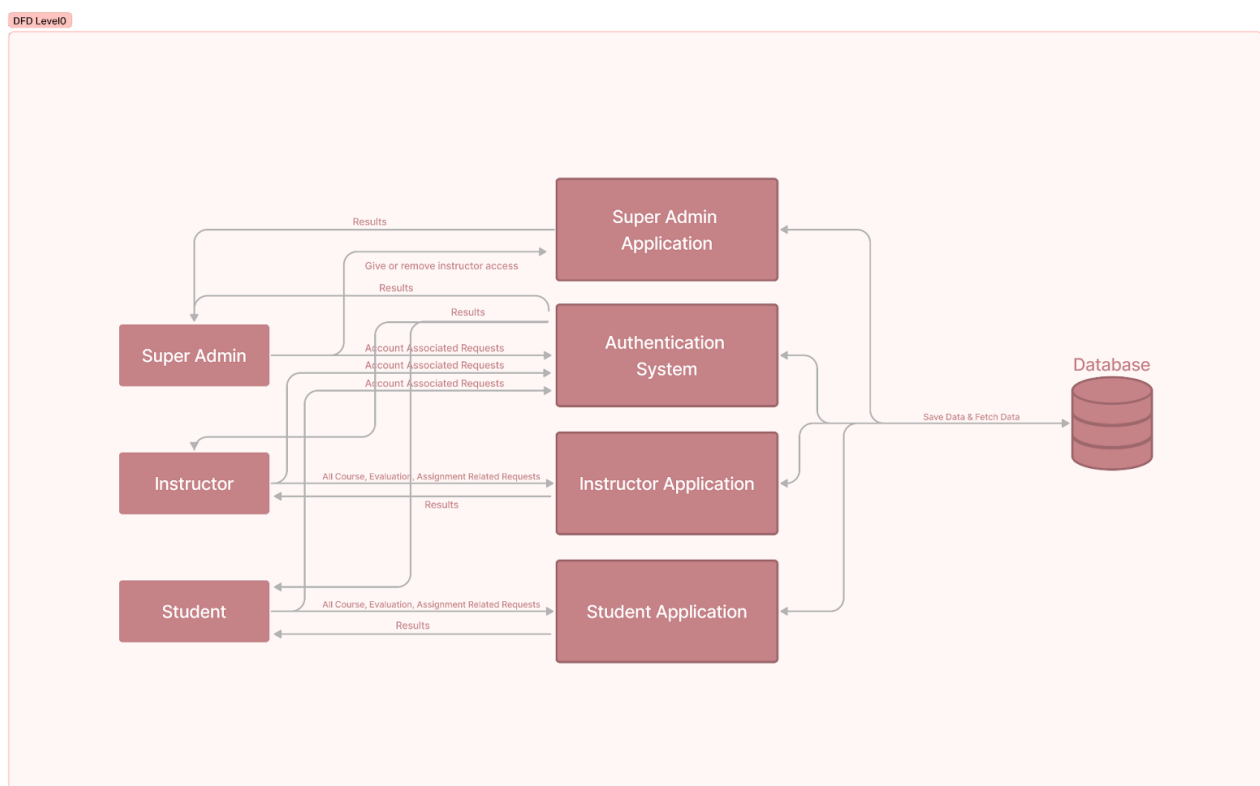 DFD Level0
Super Admin
Application
Results
Give or remove instructor access
Results
Results
Authentication
System
Super Admin
Account Associated Requests
Account Associated Requests
Account Associated Requests
Database
Save Data & Fetch Data
Instructor
All Course, Evaluation, Assignment Related Requests
Instructor Application
Results
Student
All Course, Evaluation, Assignment Related Requests
Student Application
Results